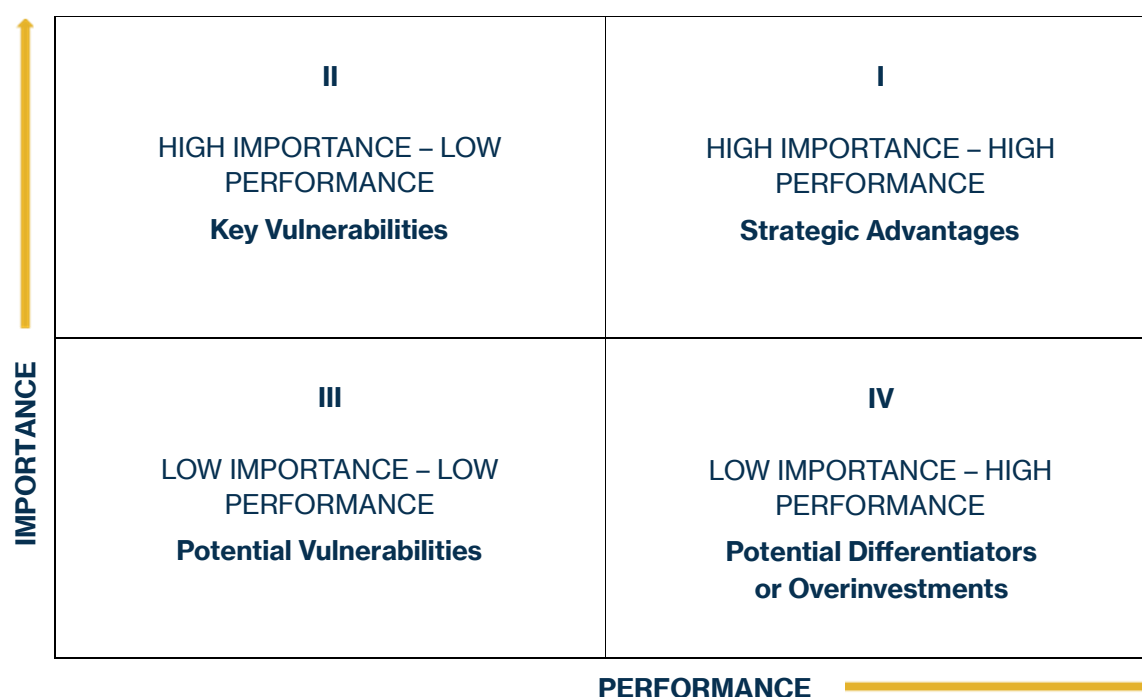 II
HIGH IMPORTANCE – LOW
PERFORMANCE
Key Vulnerabilities
I
HIGH IMPORTANCE – HIGH
PERFORMANCE
Strategic Advantages
III
LOW IMPORTANCE – LOW
PERFORMANCE
Potential Vulnerabilities
IV
LOW IMPORTANCE – HIGH
PERFORMANCE
Potential Differentiators
or Overinvestments
IMPORTANCE
PERFORMANCE